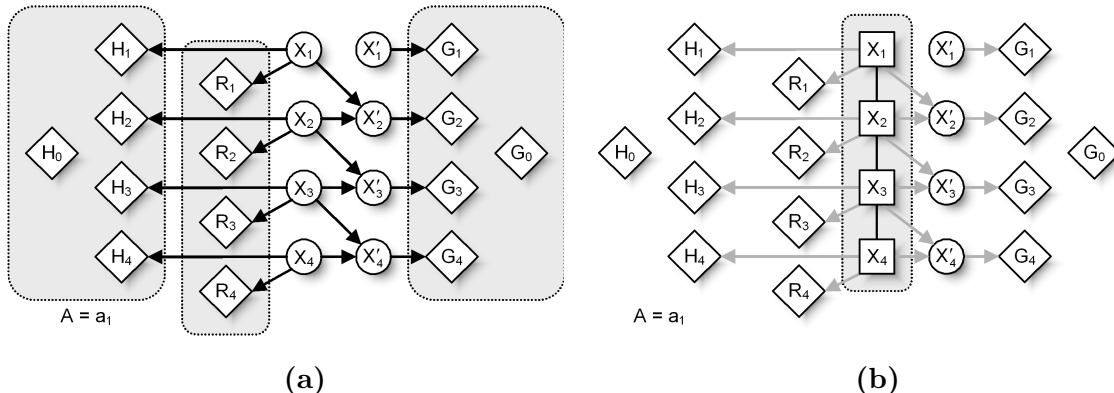 H₁ X₁ X′₁ G₁
R₁
H₂ X₂ X′₂ G₂
H₀ R₂ G₀
H₃ X₃ X′₃ G₃
R₃
H₄ X₄ X′₄ G₄
R₄
A = a₁
(a)
H₁ X₁ X′₁ G₁
R₁
H₂ X₂ X′₂ G₂
H₀ R₂ G₀
H₃ X₃ X′₃ G₃
R₃
H₄ X₄ X′₄ G₄
R₄
A = a₁
(b)